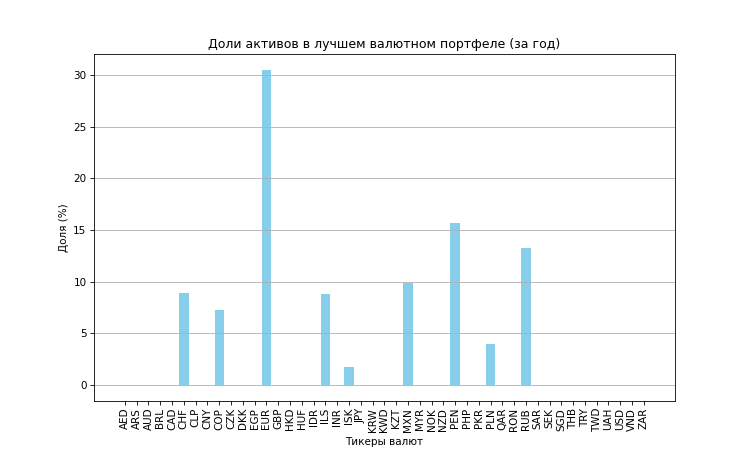 Доли активов в лучшем валютном портфеле (за год)
Доля (%)
30
25
20
15
10
5
0
AED ARS AUD BRL CAD CHF CLP CNY COP CZK DKK EGP EUR GBP HKD HUF IDR ILS INR ISK JPY KRW KWD KZT MXN MYR NOK NZD PEN PHP PKR PLN QAR RON RUB SAR SEK SGD THB TRY TWD UAH USD VND ZAR
Тикеры валют